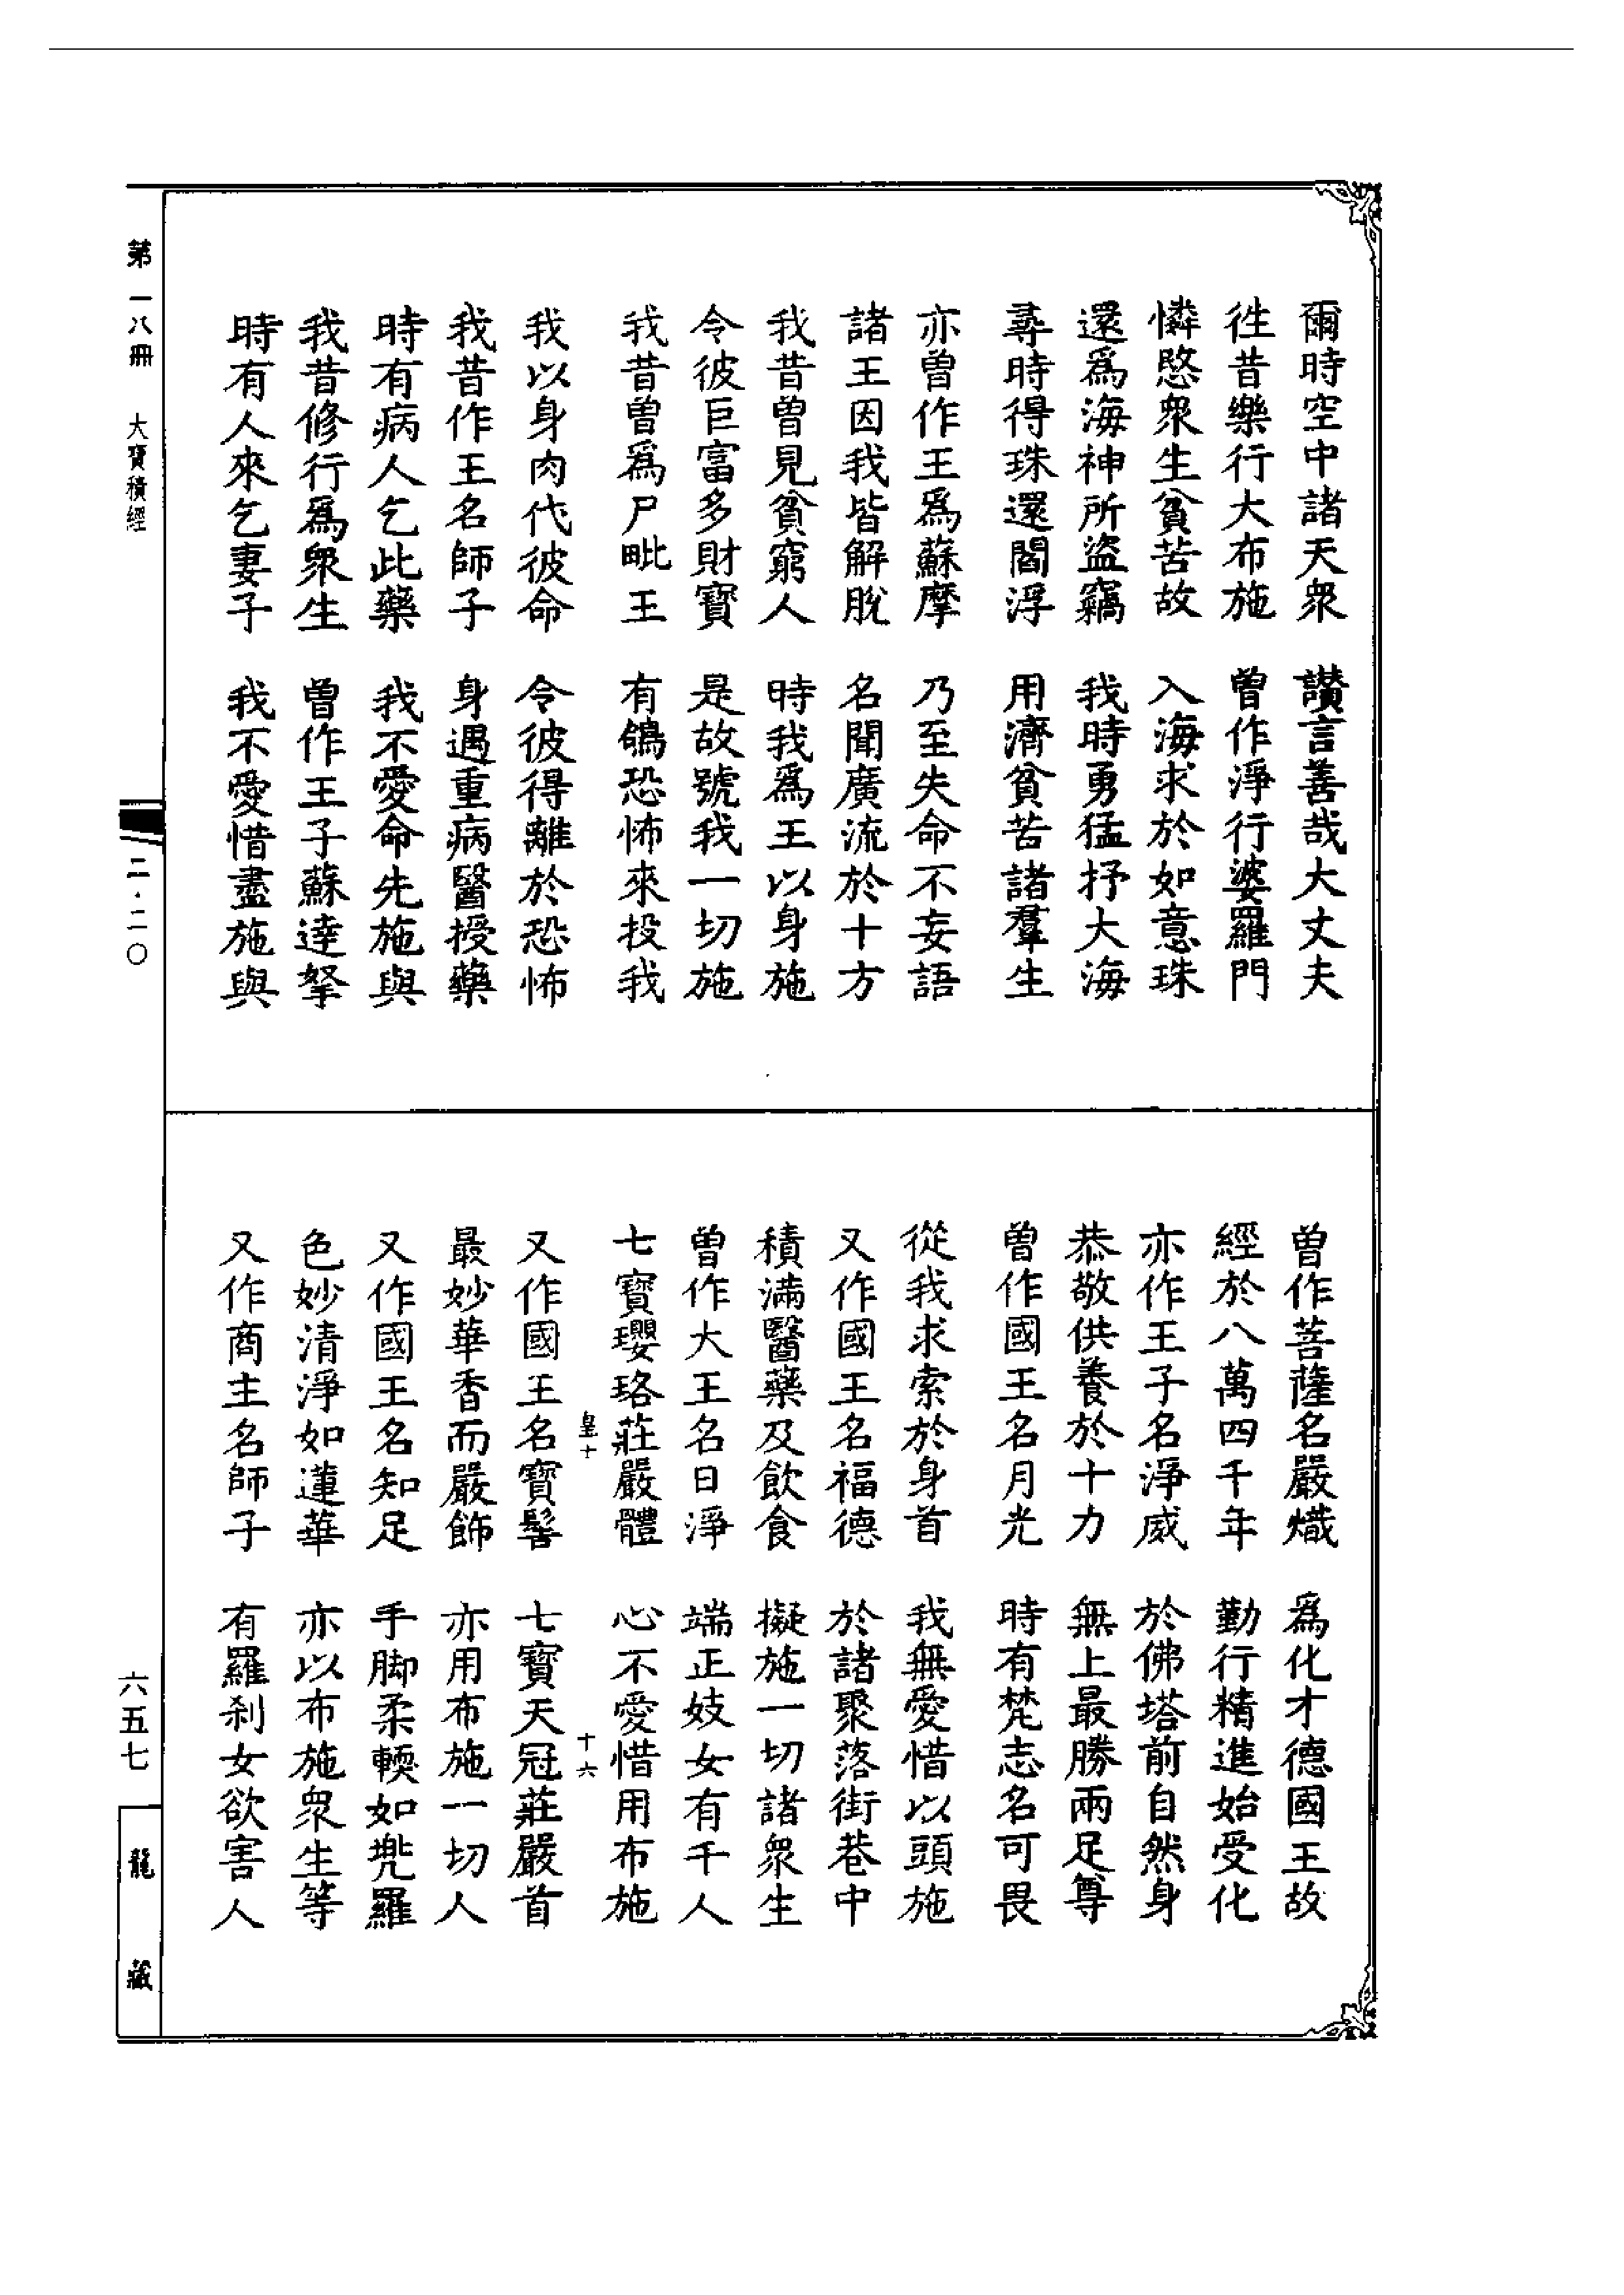 爾時空中諸天衆　讃言善哉大丈夫
徃昔樂行大布施　曽作淨行婆羅門
憐愍衆生貧苦故　入海求於如意珠
還爲海神所盜竊　我時勇猛抒大海
尋時得珠還閻浮　用濟貧苦諸羣生
亦曽作王爲蘇摩　乃至失命不妄語
諸王因我皆解脫　名聞廣流於十方
我昔曽見貧窮人　時我爲王以身施
令彼巨富多財寶　是故號我一切施
我昔曽爲尸毗王　有鴿恐怖來投我
我以身肉代彼命　令彼得離於恐怖
我昔作王名師子　身遇重病醫授藥
時有病人乞此藥　我不愛命先施與
我昔修行爲衆生　曽作王子蘇達拏
時有人來乞妻子　我不愛惜盡施與
曽作菩薩名嚴熾　爲化才德國王故
經於八萬四千年　勤行精進始受化
亦作王子名淨威　於佛塔前自然身
恭敬供養於十力　無上最勝兩足尊
曽作國王名月光　時有梵志名可畏
從我求索於身首　我無愛惜以頭施
又作國王名福德　於諸聚落街巷中
積滿醫藥及飲食　擬施一切諸衆生
曽作大王名日淨　端正妓女有千人
七寶瓔珞莊嚴體　心不愛惜用布施
皇十　十六
又作國王名寶髻　七寶天冠莊嚴首
最妙華香而嚴飾　亦用布施一切人
又作國王名知足　手脚柔輭如兠羅
色妙清淨如蓮華　亦以布施衆生等
又作商主名師子　有羅刹女欲害人
第一八冊　大寶積經　二·二〇　六五七　龍藏